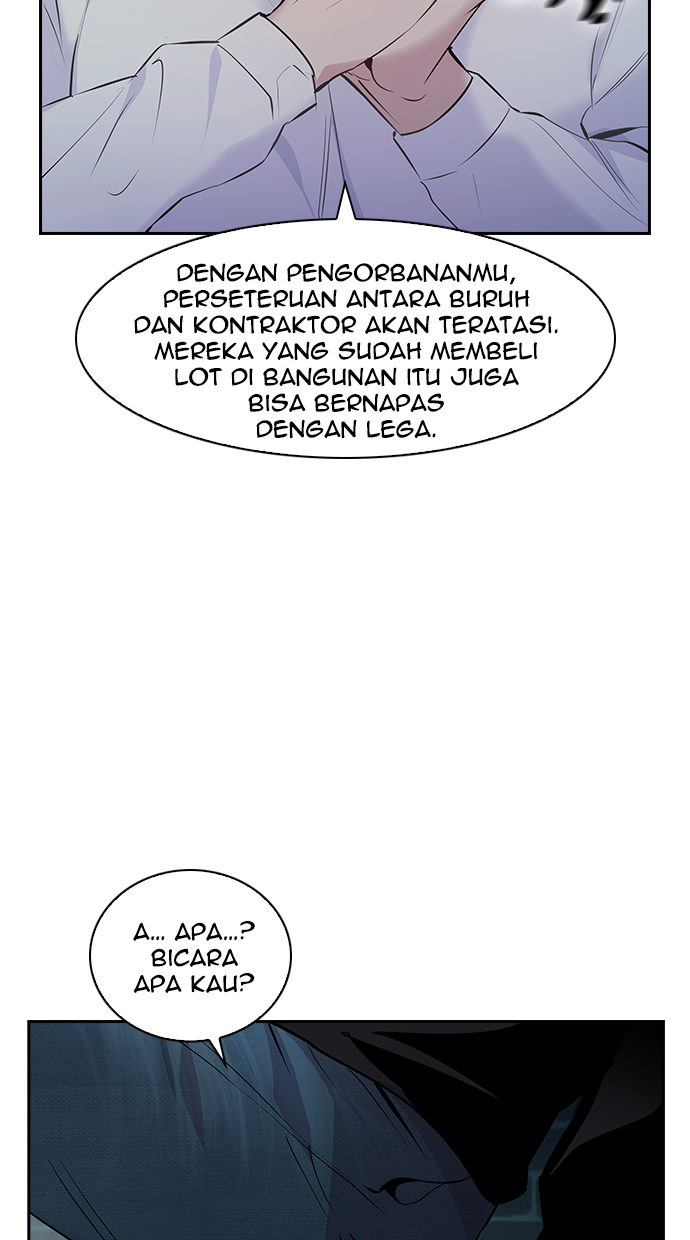 DENGAN PENGORBANANMU,
PERSETERUAN ANTARA BURUH
DAN KONTRAKTOR AKAN TERATASI.
MEREKA YANG SUDAH MEMBELI
LOT DI BANGUNAN ITU JUGA
BISA BERNAPAS
DENGAN LEGA.
A... APA...?
BICARA
APA KAU?